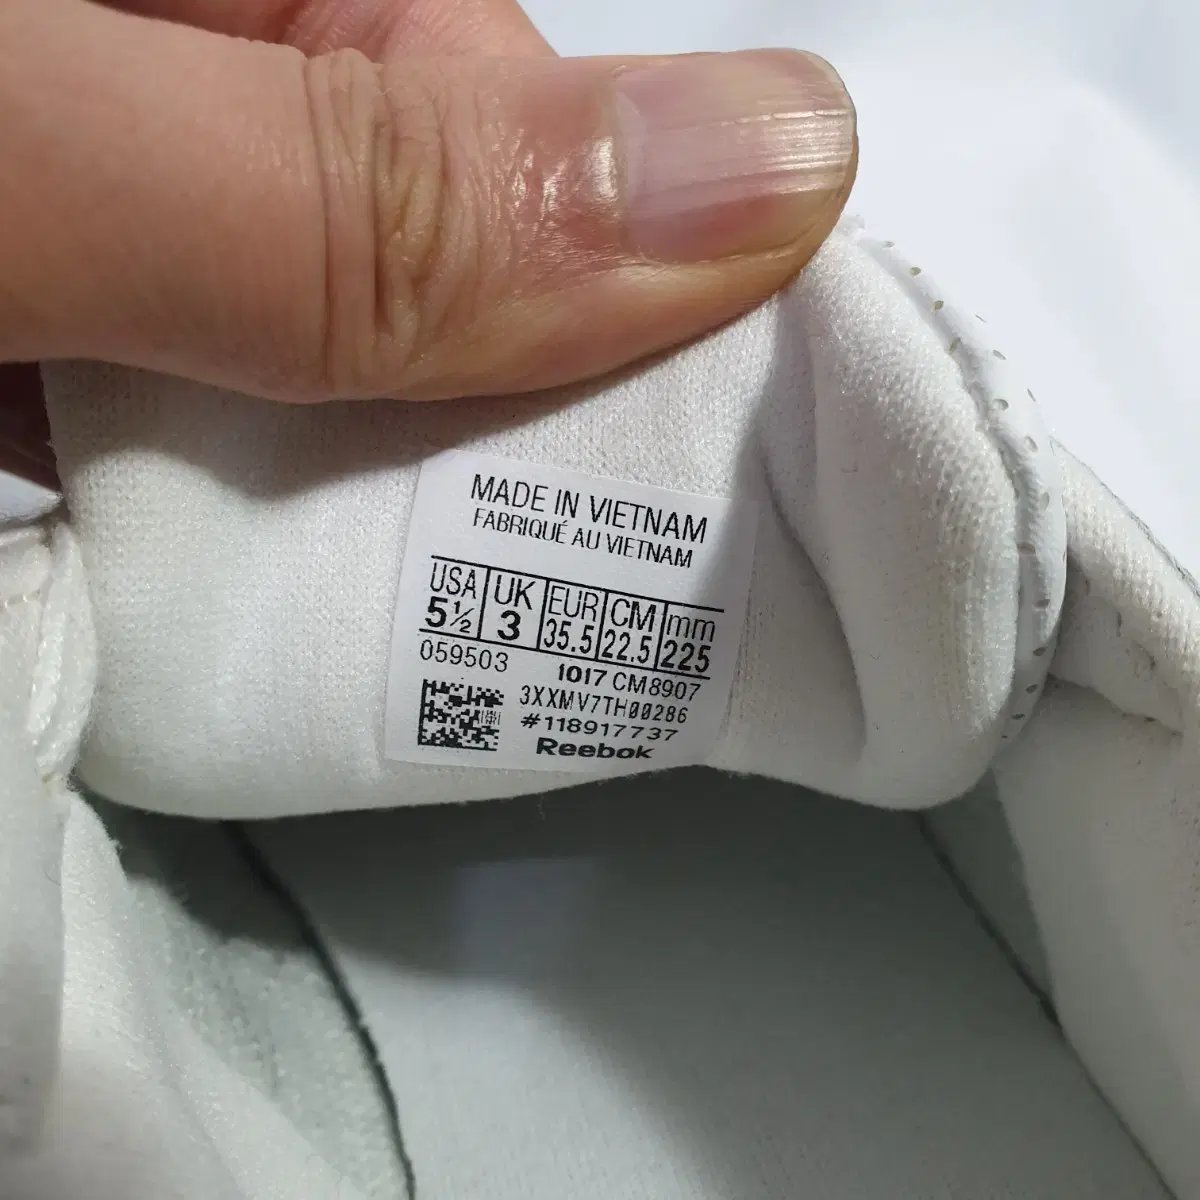 MADE IN VIETNAM
FABRIQUÉ AU VIETNAM
USA UK EUR CM mm
5½ 3 35.5 22.5 225
059503 1017 CM8907
3XXMV7TH00286
#118917737
Reebok